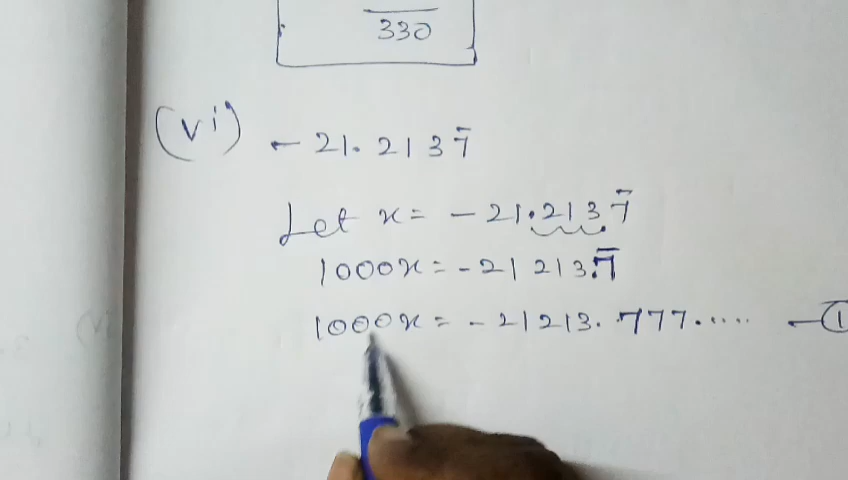 330
(vi) - 21.2137̄
Let x = - 21.2137̄
1000x = - 21213.7̄
1000x = - 21213.777..... - ①